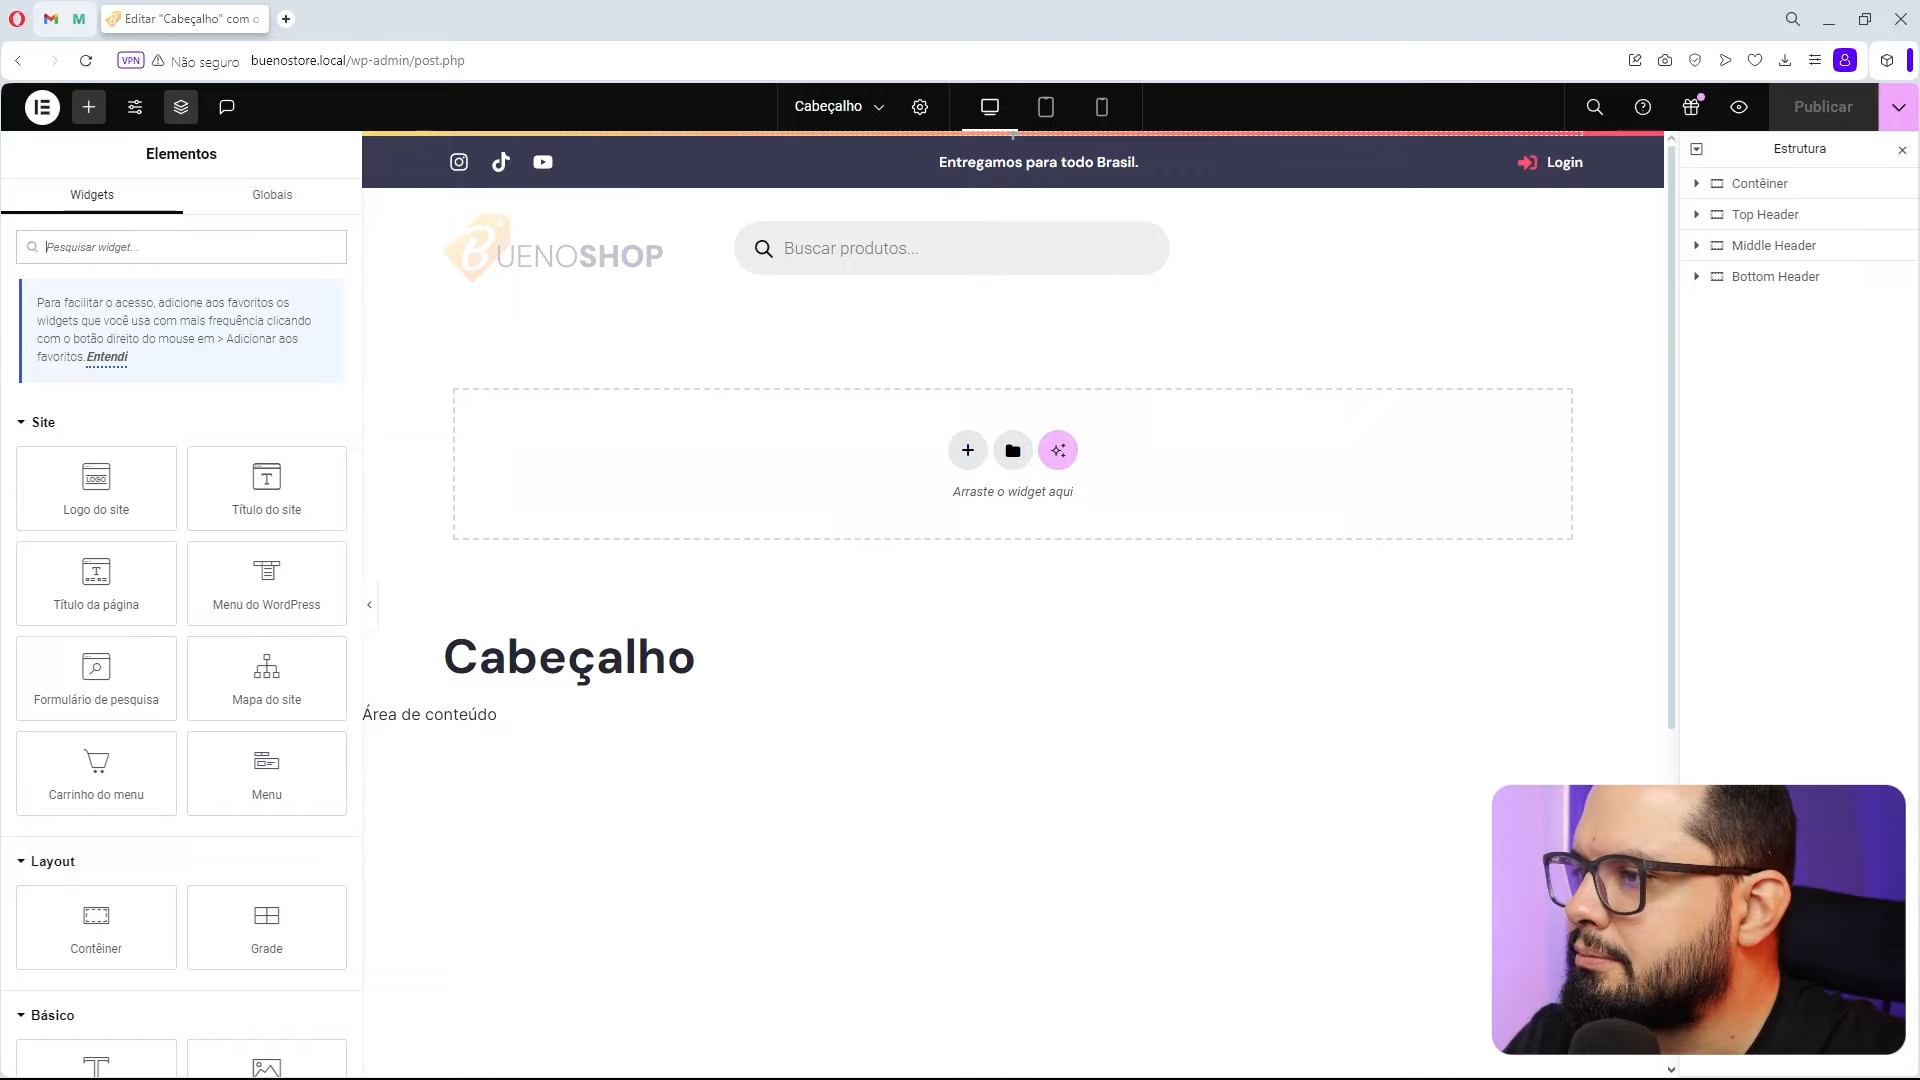 M
Editar "Cabeçalho" com o
VPN
Não seguro
buenostore.local/wp-admin/post.php
Cabeçalho
Publicar
Elementos
Widgets
Globais
Pesquisar widget...
Para facilitar o acesso, adicione aos favoritos os
widgets que você usa com mais frequência clicando
com o botão direito do mouse em > Adicionar aos
favoritos.Entendi
Site
LOGO
Logo do site
Título do site
Título da página
Menu do WordPress
Formulário de pesquisa
Mapa do site
Carrinho do menu
Menu
Layout
Contêiner
Grade
Básico
Entregamos para todo Brasil.
Login
BUENOSHOP
Buscar produtos...
Arraste o widget aqui
Cabeçalho
Área de conteúdo
Estrutura
Contêiner
Top Header
Middle Header
Bottom Header